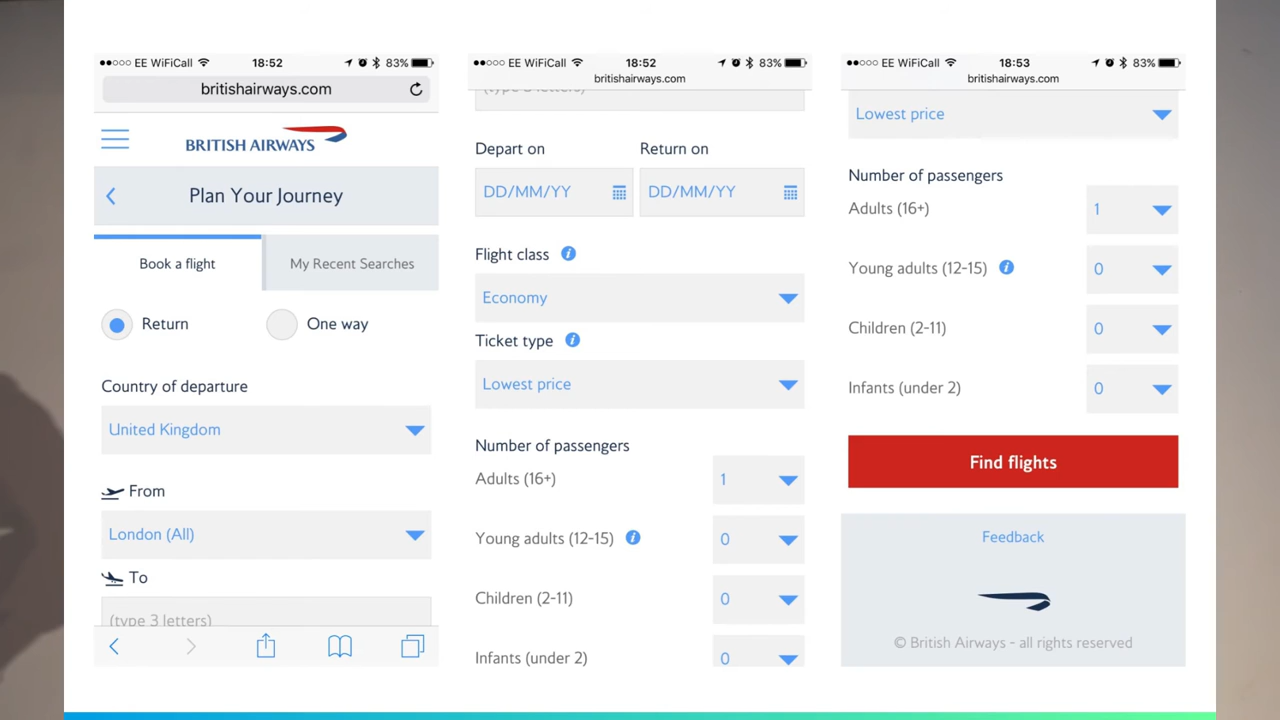 EE WiFiCall 18:52 83%
britishairways.com
BRITISH AIRWAYS
Plan Your Journey
Book a flight My Recent Searches
Return One way
Country of departure
United Kingdom
From
London (All)
To
(type 3 letters)
EE WiFiCall 18:52 83%
britishairways.com
(type 3 letters)
Depart on Return on
DD/MM/YY DD/MM/YY
Flight class
Economy
Ticket type
Lowest price
Number of passengers
Adults (16+) 1
Young adults (12-15) 0
Children (2-11) 0
Infants (under 2) 0
EE WiFiCall 18:53 83%
britishairways.com
Lowest price
Number of passengers
Adults (16+) 1
Young adults (12-15) 0
Children (2-11) 0
Infants (under 2) 0
Find flights
Feedback
© British Airways - all rights reserved